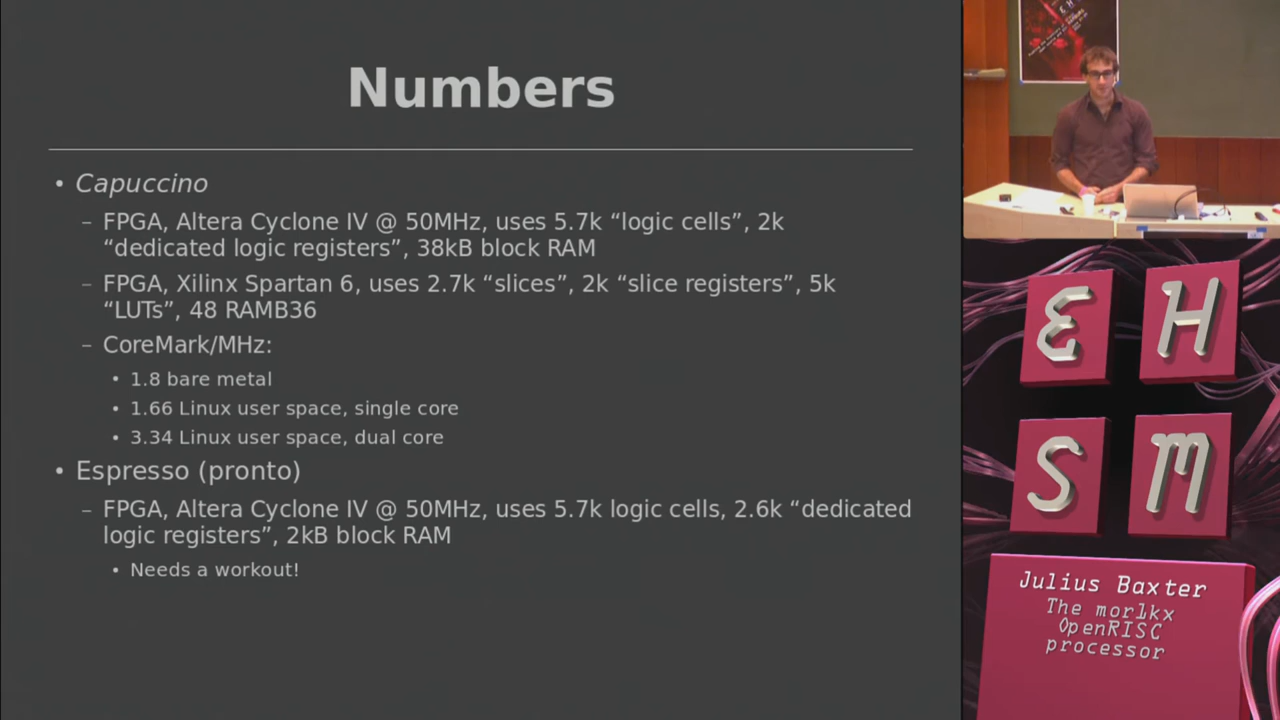 Numbers
• Capuccino
– FPGA, Altera Cyclone IV @ 50MHz, uses 5.7k “logic cells”, 2k
“dedicated logic registers”, 38kB block RAM
– FPGA, Xilinx Spartan 6, uses 2.7k “slices”, 2k “slice registers”, 5k
“LUTs”, 48 RAMB36
– CoreMark/MHz:
• 1.8 bare metal
• 1.66 Linux user space, single core
• 3.34 Linux user space, dual core
• Espresso (pronto)
– FPGA, Altera Cyclone IV @ 50MHz, uses 5.7k logic cells, 2.6k “dedicated
logic registers”, 2kB block RAM
• Needs a workout!
E H
S M
Julius Baxter
The mor1kx
OpenRISC
processor